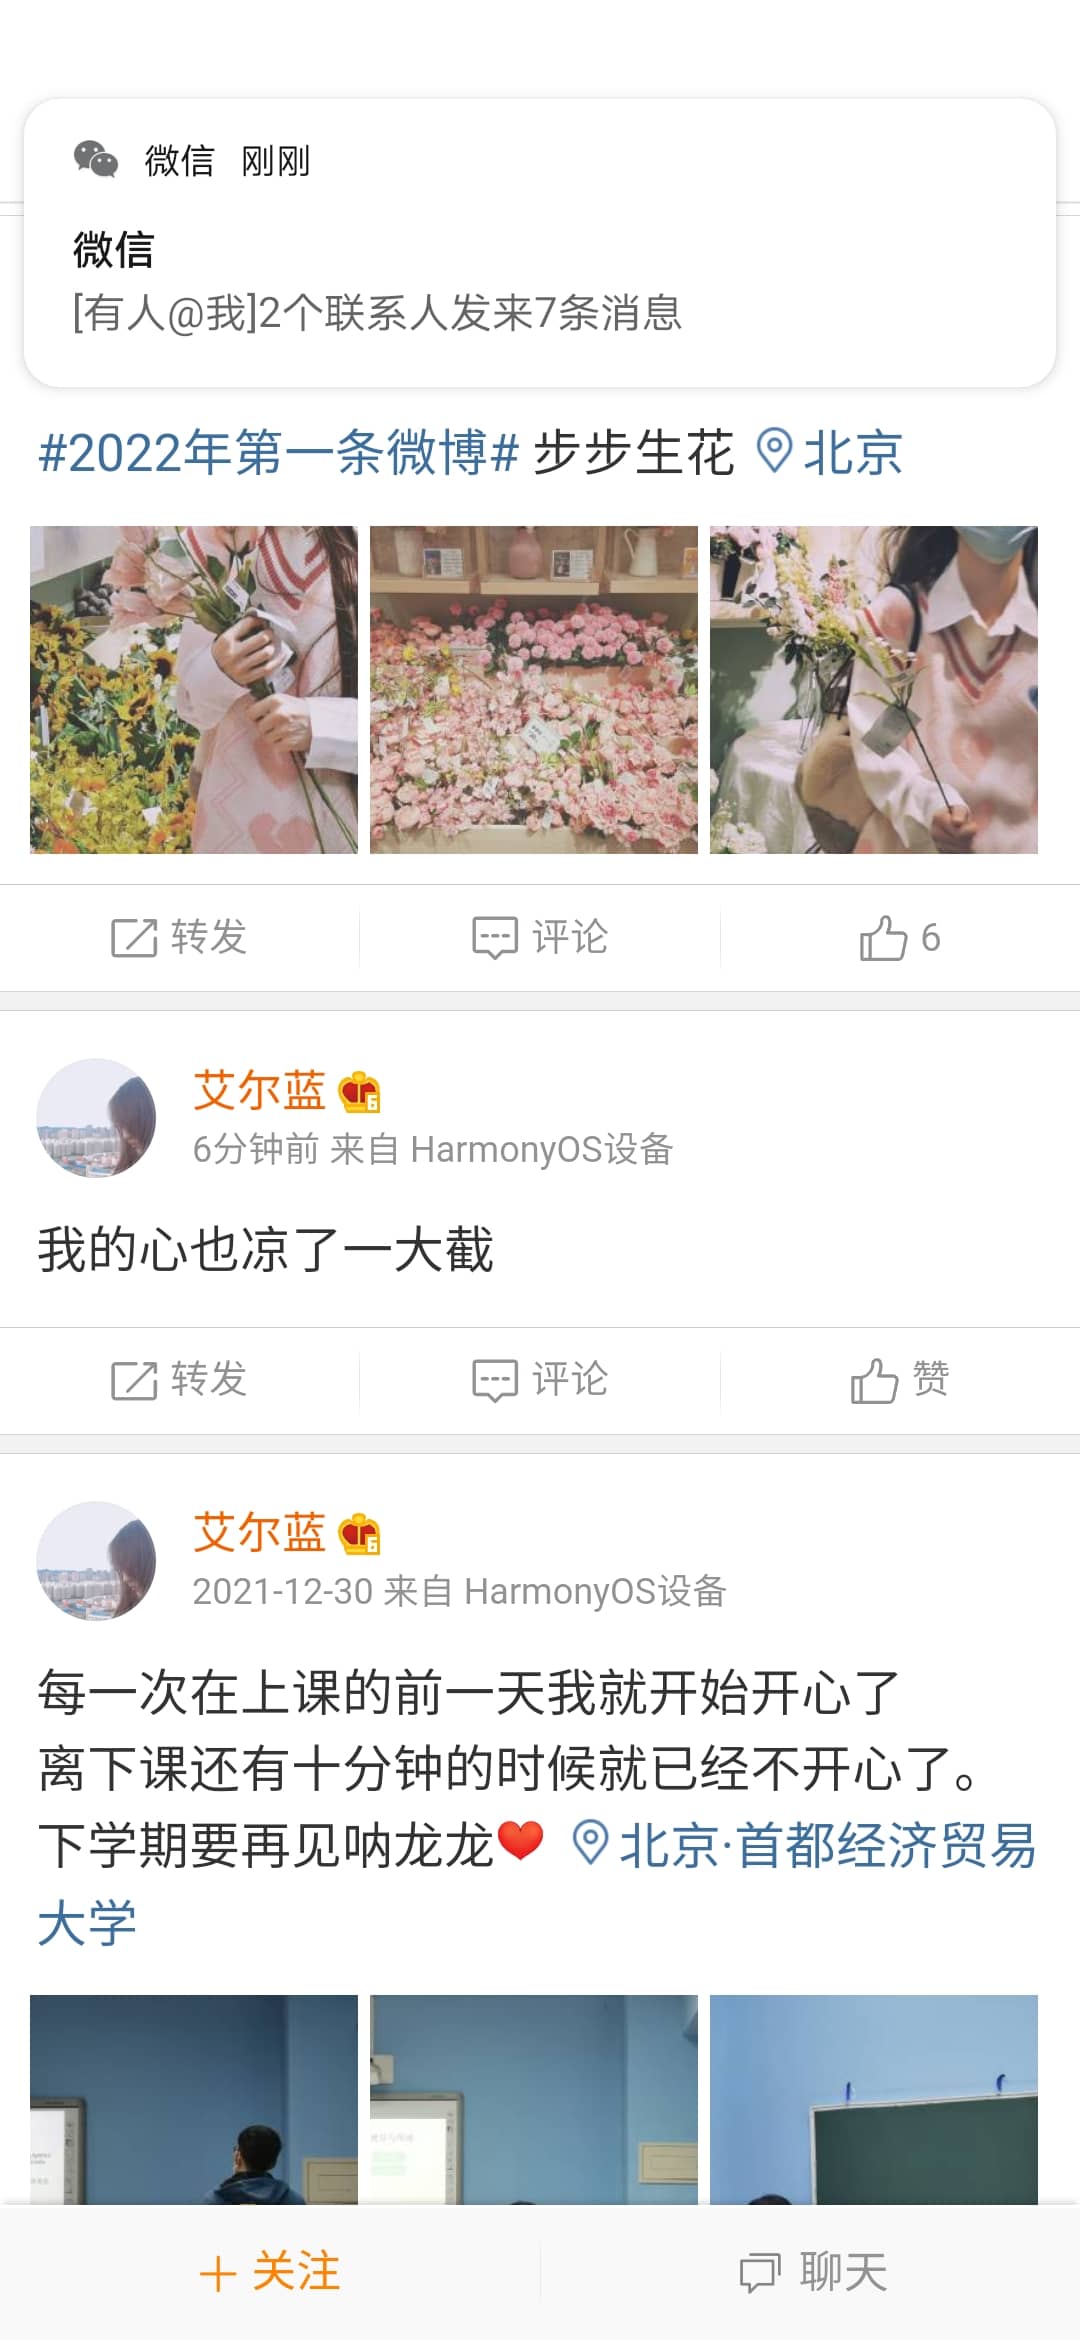 微信 刚刚
微信
[有人@我]2个联系人发来7条消息
#2022年第一条微博# 步步生花 北京
转发 评论 6
艾尔蓝
6分钟前 来自 HarmonyOS设备
我的心也凉了一大截
转发 评论 赞
艾尔蓝
2021-12-30 来自 HarmonyOS设备
每一次在上课的前一天我就开始开心了
离下课还有十分钟的时候就已经不开心了。
下学期要再见呐龙龙❤️ 北京·首都经济贸易
大学
+ 关注 聊天